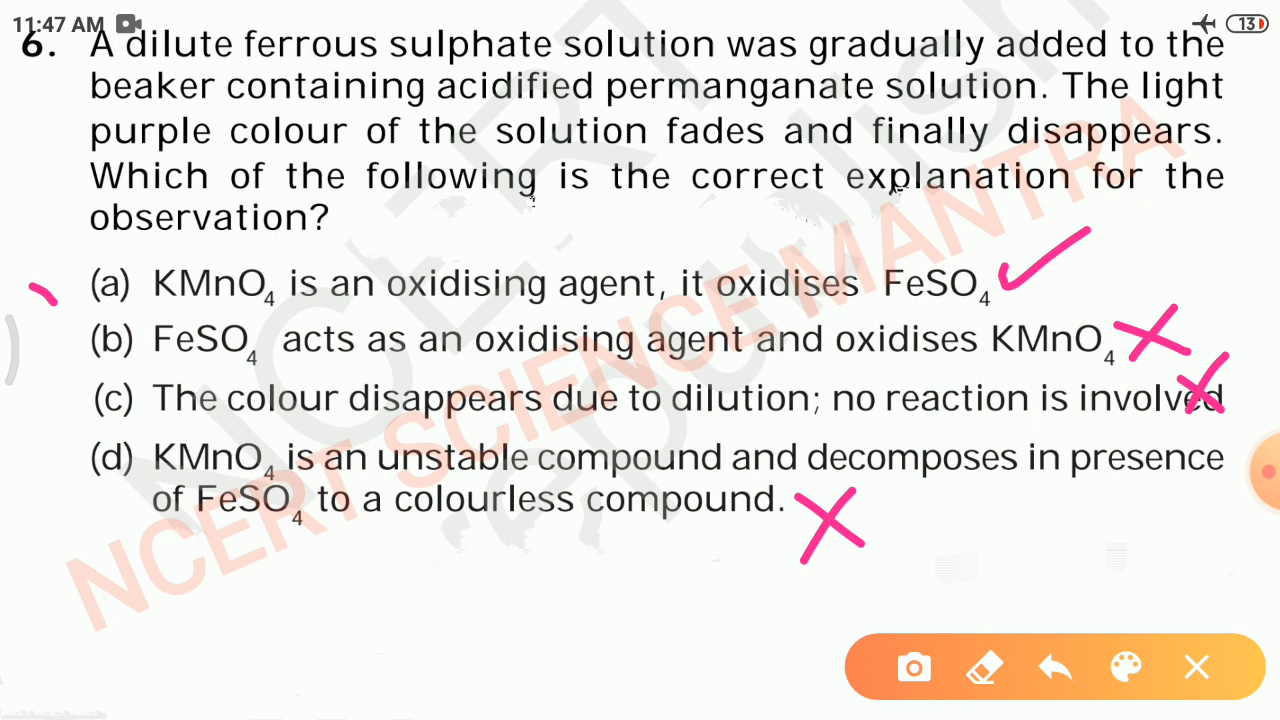 11:47 AM
13
6. A dilute ferrous sulphate solution was gradually added to the
beaker containing acidified permanganate solution. The light
purple colour of the solution fades and finally disappears.
Which of the following is the correct explanation for the
observation?
(a) KMnO₄ is an oxidising agent, it oxidises FeSO₄
(b) FeSO₄ acts as an oxidising agent and oxidises KMnO₄
(c) The colour disappears due to dilution; no reaction is involved
(d) KMnO₄ is an unstable compound and decomposes in presence
of FeSO₄ to a colourless compound.
NCERT SCIENCE MANTRA